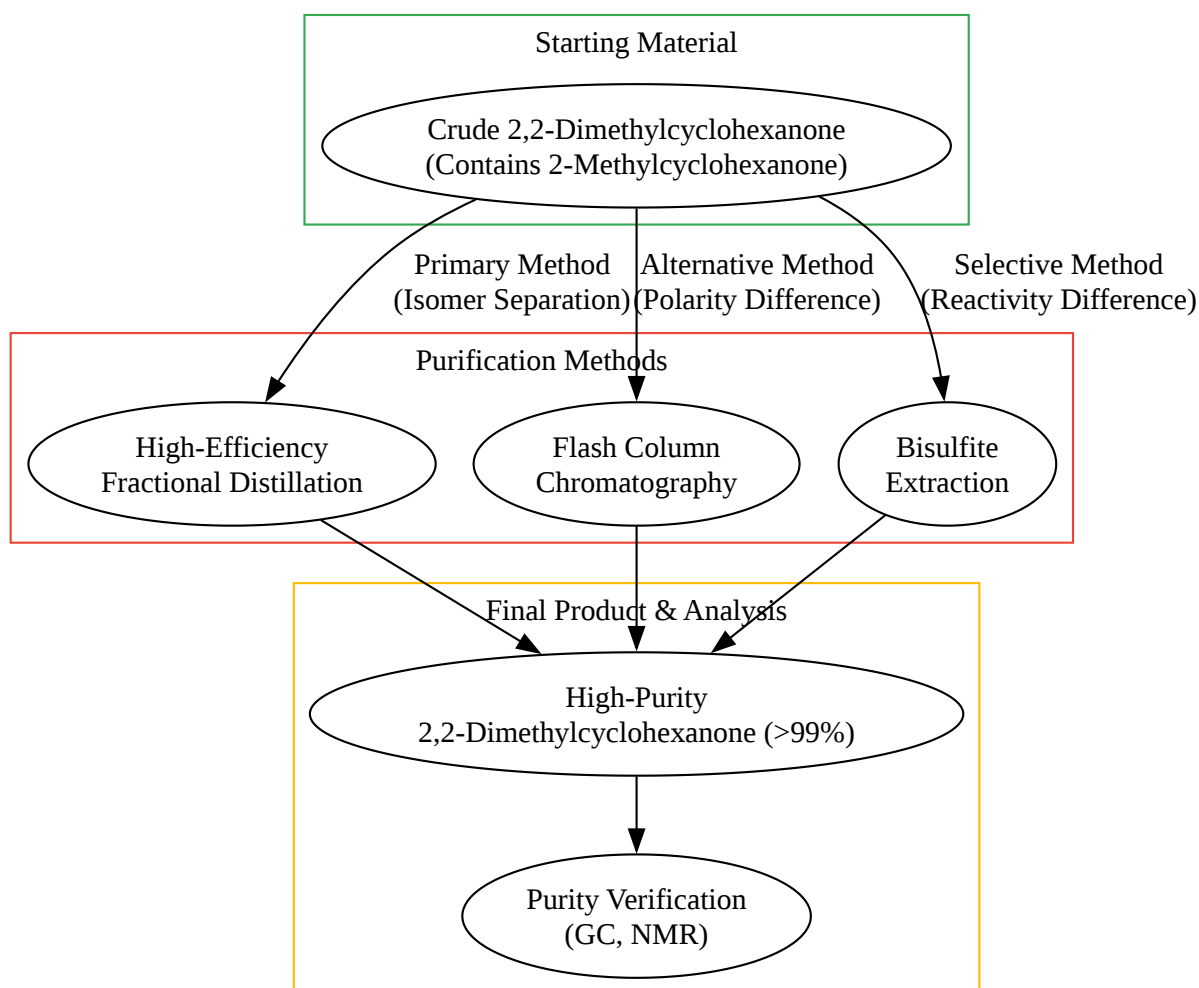 Starting Material
Crude 2,2-Dimethylcyclohexanone
(Contains 2-Methylcyclohexanone)
Primary Method
(Isomer Separation)
Alternative Method
(Polarity Difference)
Selective Method
(Reactivity Difference)
Purification Methods
High-Efficiency
Fractional Distillation
Flash Column
Chromatography
Bisulfite
Extraction
Final Product & Analysis
High-Purity
2,2-Dimethylcyclohexanone (>99%)
Purity Verification
(GC, NMR)